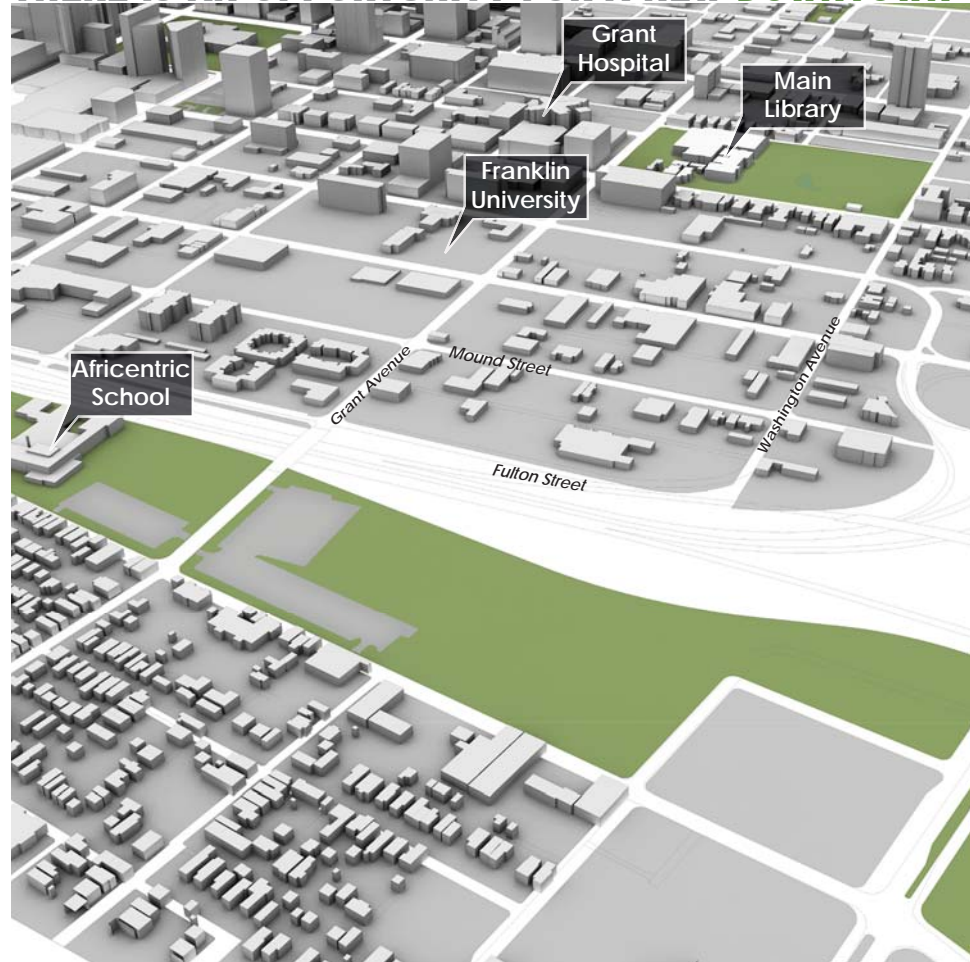 Grant
Hospital
Main
Library
Franklin
University
Mound Street
Washington Avenue
Grant Avenue
Africentric
School
Fulton Street